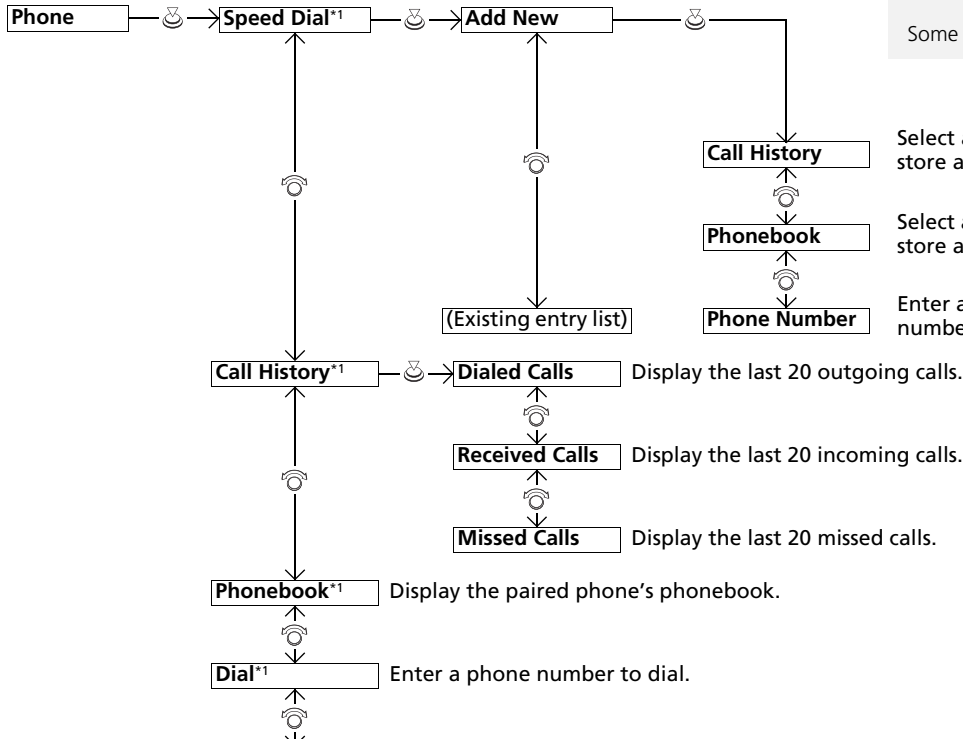 Phone
Speed Dial*1
Add New
Some
Call History
Select a
store a
Phonebook
Select a
store a
Phone Number
Enter a
numbe
(Existing entry list)
Call History*1
Dialed Calls
Display the last 20 outgoing calls.
Received Calls
Display the last 20 incoming calls.
Missed Calls
Display the last 20 missed calls.
Phonebook*1
Display the paired phone’s phonebook.
Dial*1
Enter a phone number to dial.